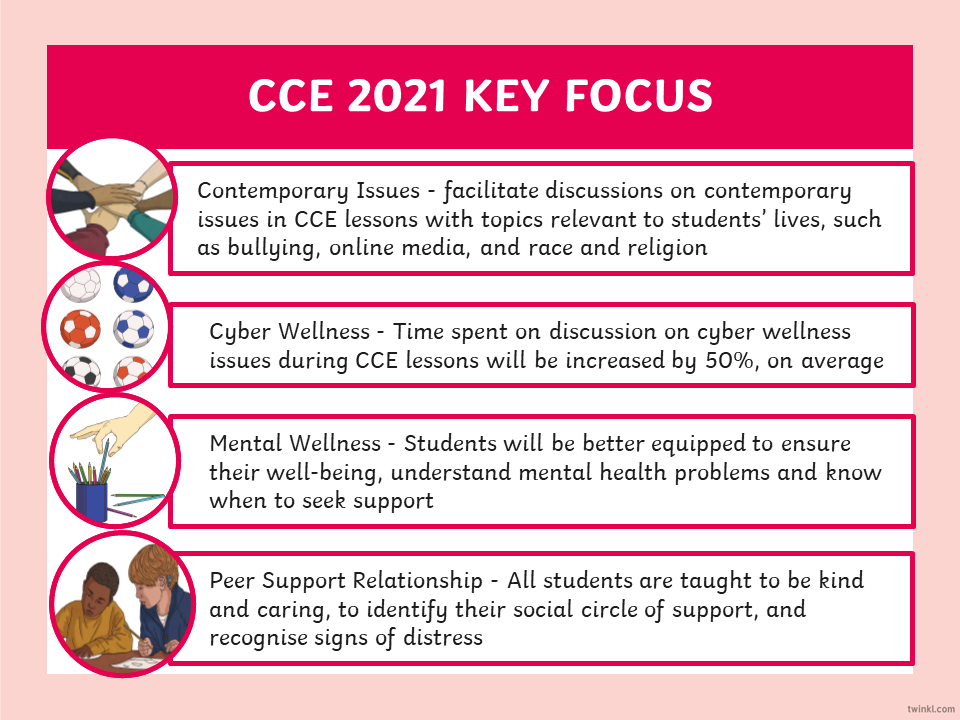 CCE 2021 KEY FOCUS
Contemporary Issues - facilitate discussions on contemporary
issues in CCE lessons with topics relevant to students’ lives, such
as bullying, online media, and race and religion
Cyber Wellness - Time spent on discussion on cyber wellness
issues during CCE lessons will be increased by 50%, on average
Mental Wellness - Students will be better equipped to ensure
their well-being, understand mental health problems and know
when to seek support
Peer Support Relationship - All students are taught to be kind
and caring, to identify their social circle of support, and
recognise signs of distress
twinkl.com